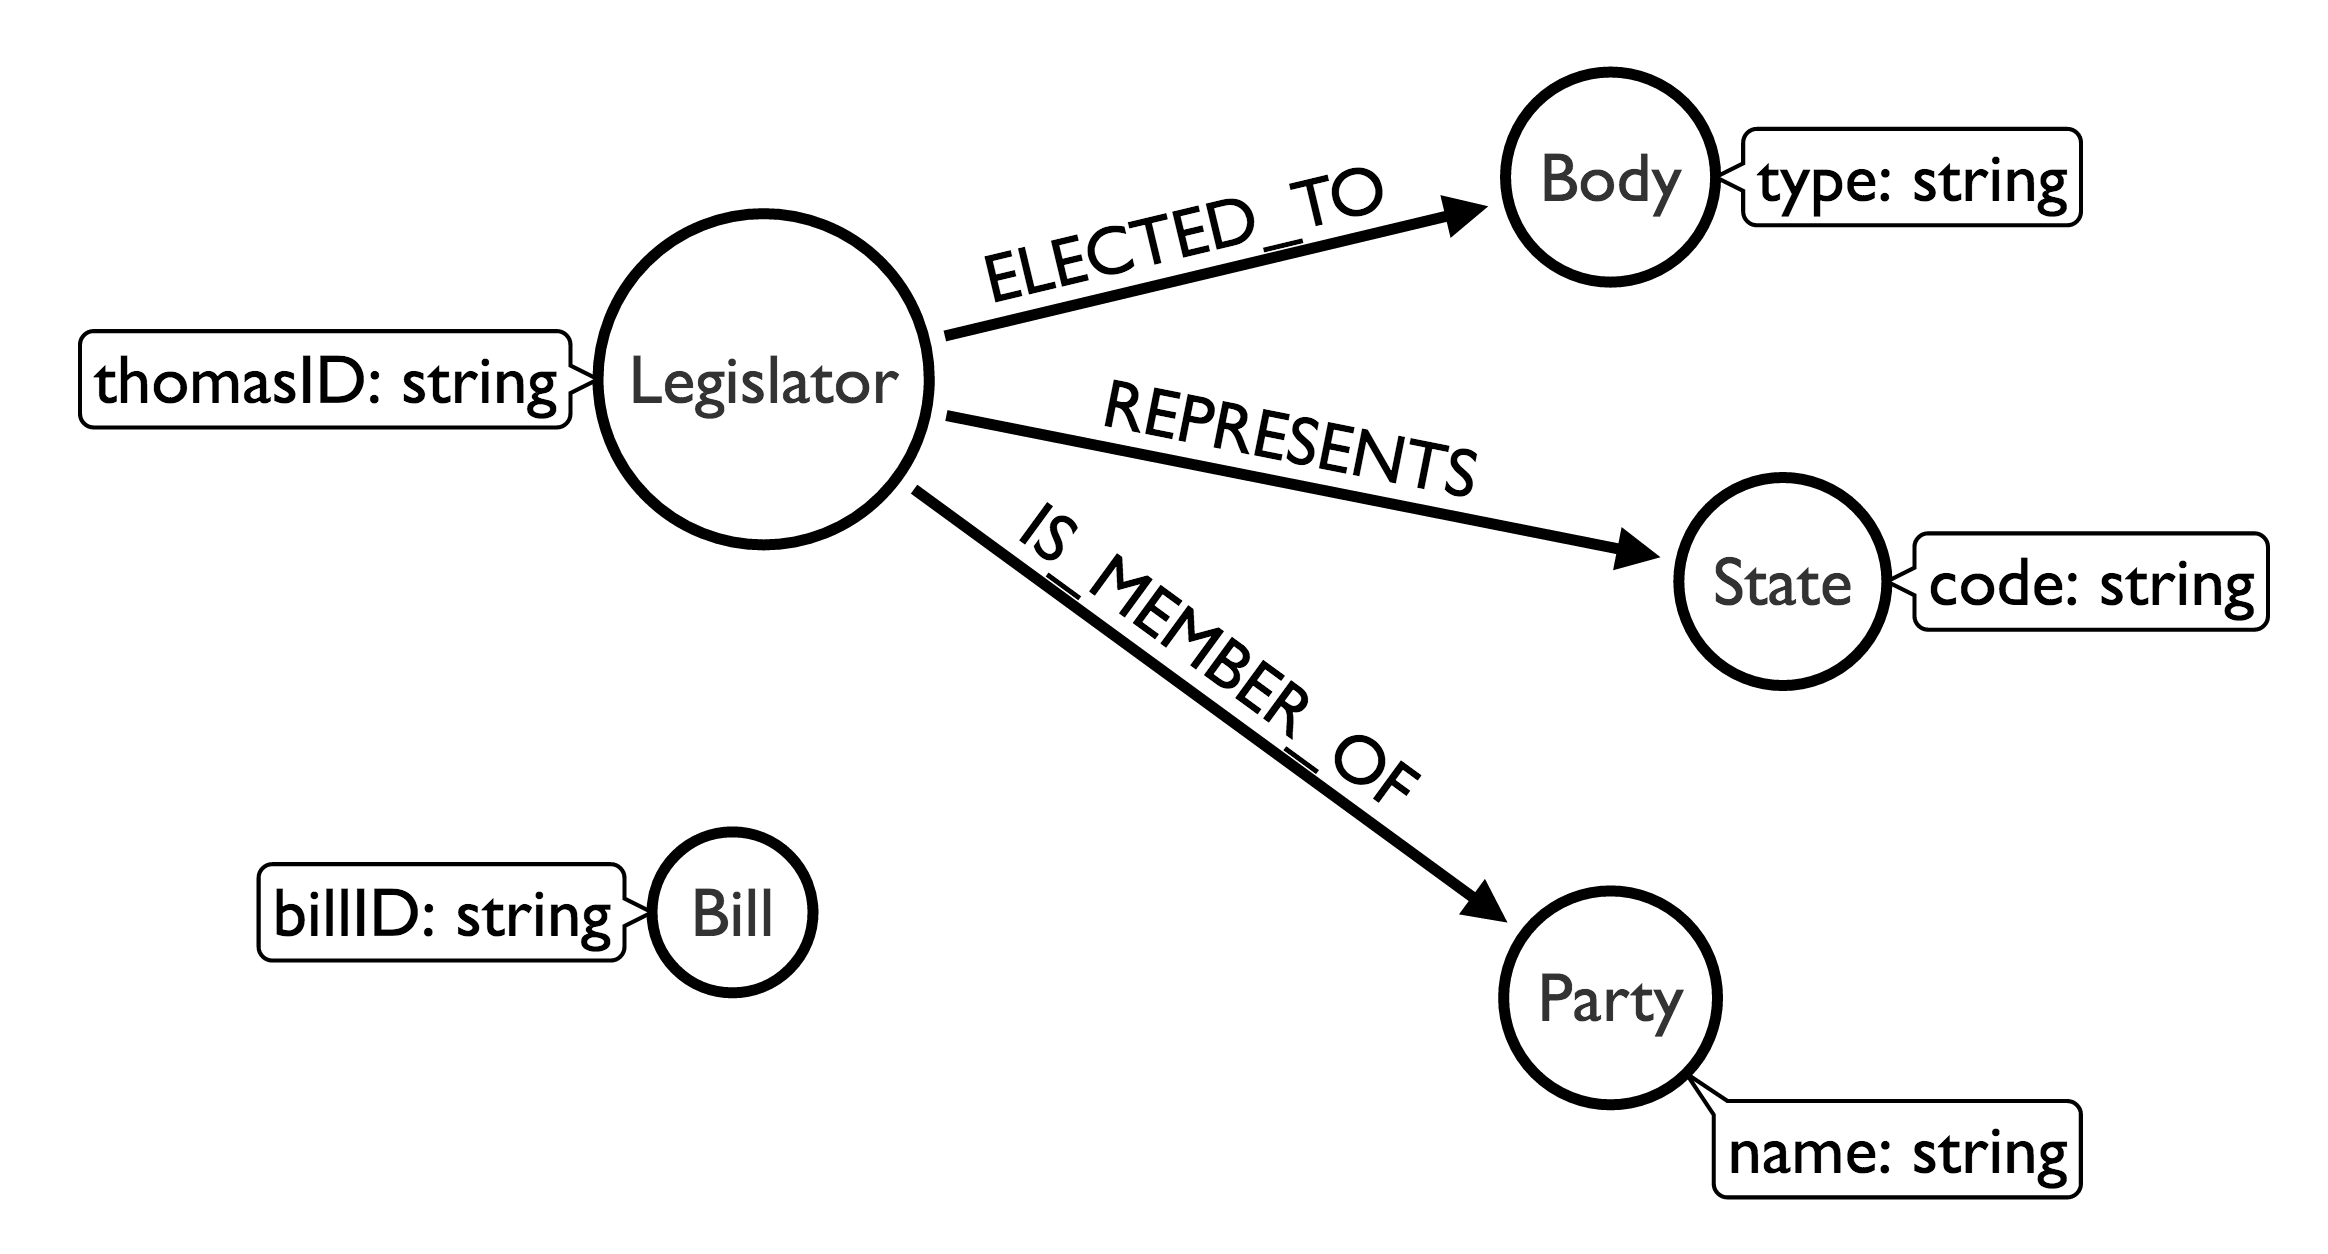 Body
type: string
ELECTED_TO
thomasID: string
Legislator
REPRESENTS
State
code: string
IS_MEMBER_OF
billID: string
Bill
Party
name: string